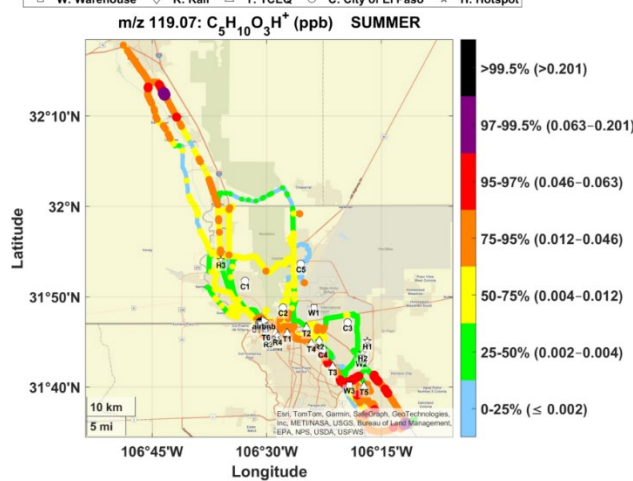 W: Warehouse R: Rail T: TCEQ C: City of El Paso H: Hotspot
m/z 119.07: C₅H₁₀O₃H⁺ (ppb) SUMMER
>99.5% (>0.201)
97-99.5% (0.063-0.201)
95-97% (0.046-0.063)
75-95% (0.012-0.046)
50-75% (0.004-0.012)
25-50% (0.002-0.004)
0-25% (≤ 0.002)
Latitude
32°10'N
32°N
31°50'N
31°40'N
H3
C1
C5
C2
W1
C3
airbnb
T6
R4
T1
T2
H1
H2
C4
T3
W3
T5
10 km
5 mi
Esri, TomTom, Garmin, SafeGraph, GeoTechnologies,
Inc, METI/NASA, USGS, Bureau of Land Management,
EPA, NPS, USDA, USFWS
106°45'W
106°30'W
106°15'W
Longitude